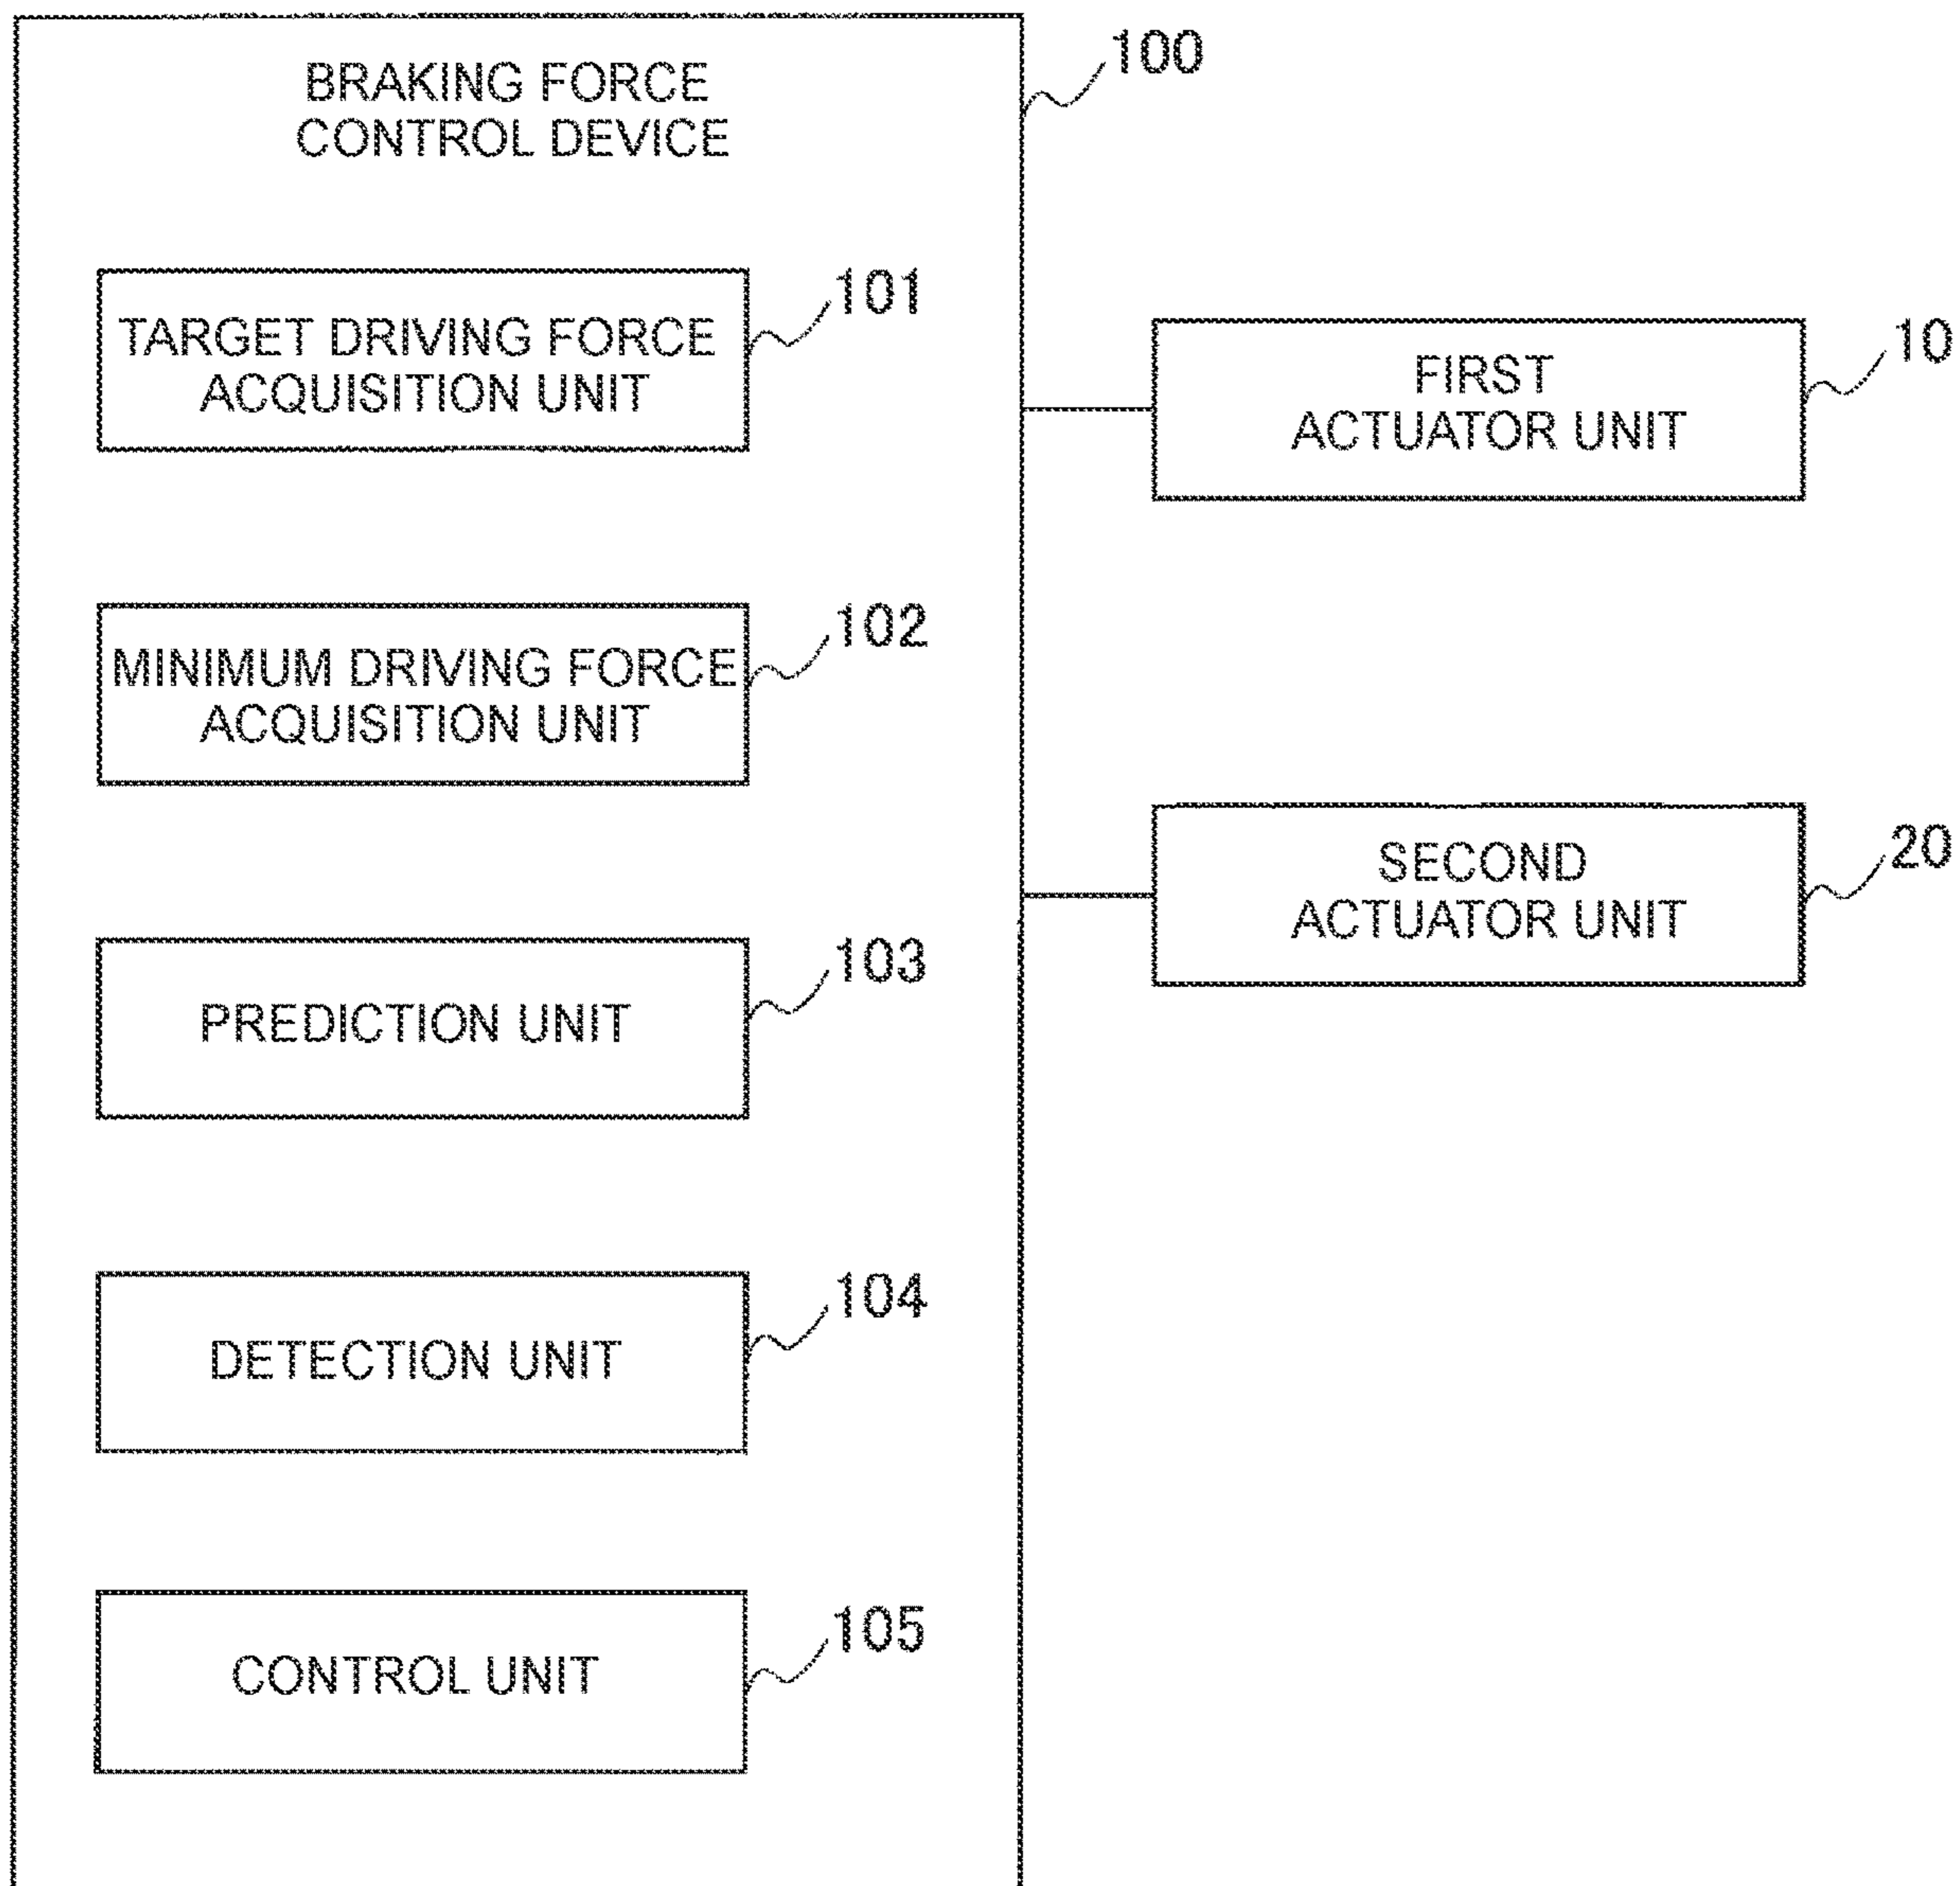 BRAKING FORCE
CONTROL DEVICE
100
TARGET DRIVING FORCE
ACQUISITION UNIT
101
MINIMUM DRIVING FORCE
ACQUISITION UNIT
102
PREDICTION UNIT
103
DETECTION UNIT
104
CONTROL UNIT
105
FIRST
ACTUATOR UNIT
10
SECOND
ACTUATOR UNIT
20